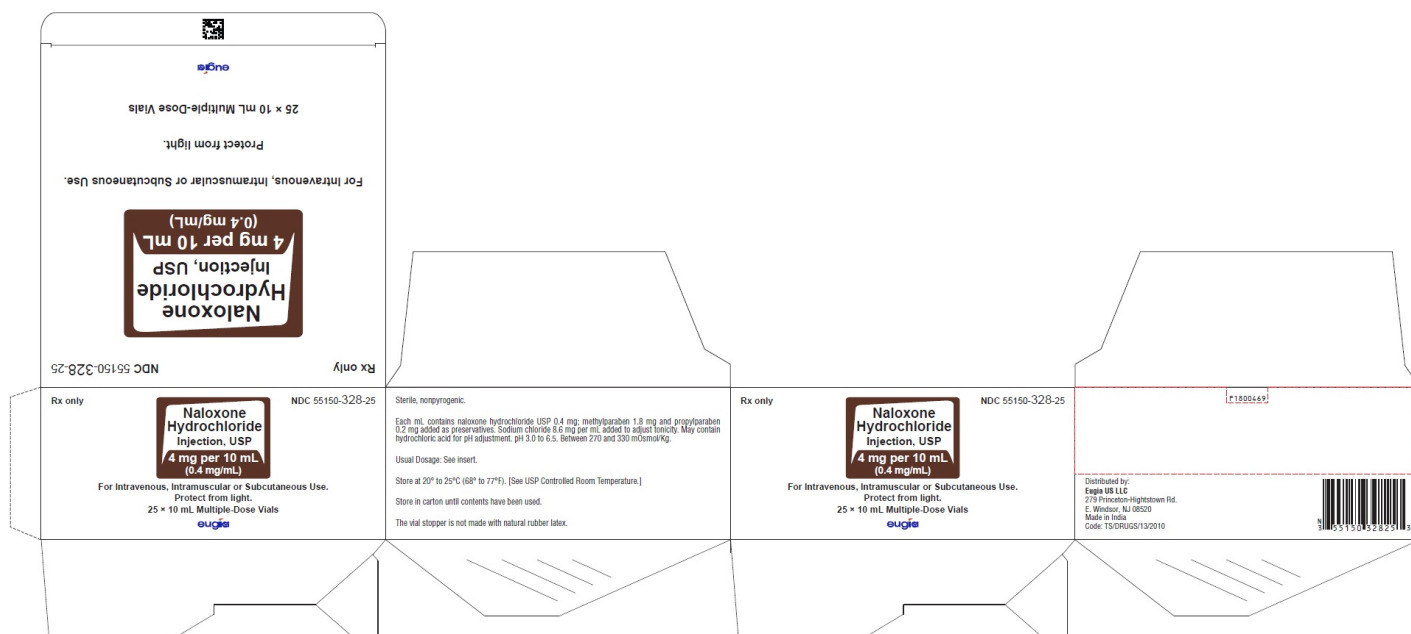 eugia
25 × 10 mL Multiple-Dose Vials
Protect from light.
For Intravenous, Intramuscular or Subcutaneous Use.
(0.4 mg/mL)
4 mg per 10 mL
Injection, USP
Hydrochloride
Naloxone
NDC 55150-328-25
Rx only
Rx only
NDC 55150-328-25
Naloxone
Hydrochloride
Injection, USP
4 mg per 10 mL
(0.4 mg/mL)
For Intravenous, Intramuscular or Subcutaneous Use.
Protect from light.
25 × 10 mL Multiple-Dose Vials
eugia
Sterile, nonpyrogenic.
Each mL contains naloxone hydrochloride USP 0.4 mg; methylparaben 1.8 mg and propylparaben
0.2 mg added as preservatives. Sodium chloride 8.6 mg per mL added to adjust tonicity. May contain
hydrochloric acid for pH adjustment. pH 3.0 to 6.5. Between 270 and 330 mOsmol/Kg.
Usual Dosage: See insert.
Store at 20° to 25°C (68° to 77°F). [See USP Controlled Room Temperature.]
Store in carton until contents have been used.
The vial stopper is not made with natural rubber latex.
Rx only
NDC 55150-328-25
Naloxone
Hydrochloride
Injection, USP
4 mg per 10 mL
(0.4 mg/mL)
For Intravenous, Intramuscular or Subcutaneous Use.
Protect from light.
25 × 10 mL Multiple-Dose Vials
eugia
P1800469
Distributed by:
Eugia US LLC
279 Princeton-Hightstown Rd.
E. Windsor, NJ 08520
Made in India
Code: TS/DRUGS/13/2010
N
3 55150 32825 3